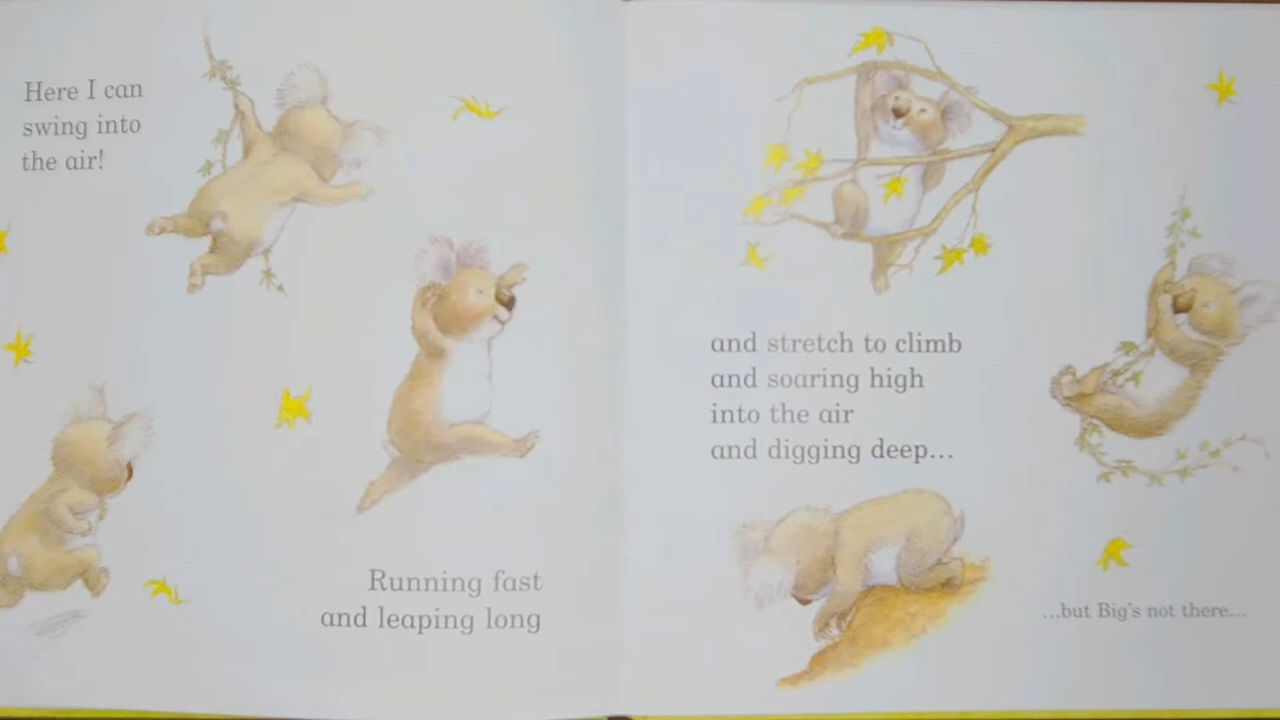 Here I can
swing into
the air!
Running fast
and leaping long
and stretch to climb
and soaring high
into the air
and digging deep...
...but Big's not there...